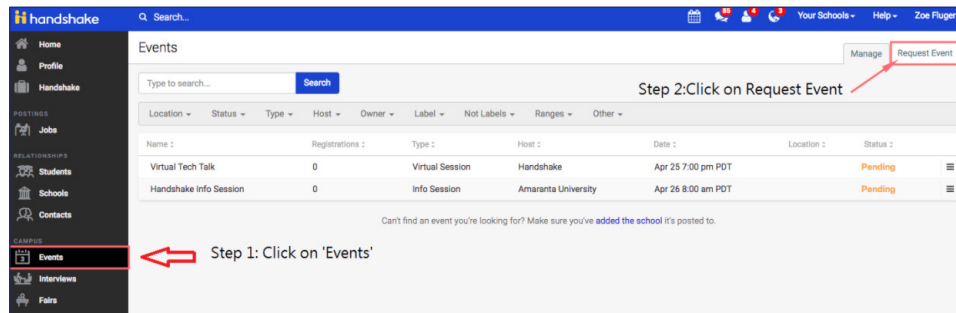 handshake
Search...
95
4
3
Your Schools
Help
Zoe Fluger
Home
Profile
Handshake
POSTINGS
Jobs
RELATIONSHIPS
Students
Schools
Contacts
CAMPUS
3 Events
Interviews
Fairs
Events
Manage
Request Event
Type to search...
Search
Step 2:Click on Request Event
Location Status Type Host Owner Label Not Labels Ranges Other
Name Registrations Type Host Date Location Status
Virtual Tech Talk 0 Virtual Session Handshake Apr 25 7:00 pm PDT Pending
Handshake Info Session 0 Info Session Amaranta University Apr 26 8:00 am PDT Pending
Can't find an event you're looking for? Make sure you've added the school it's posted to.
Step 1: Click on 'Events'